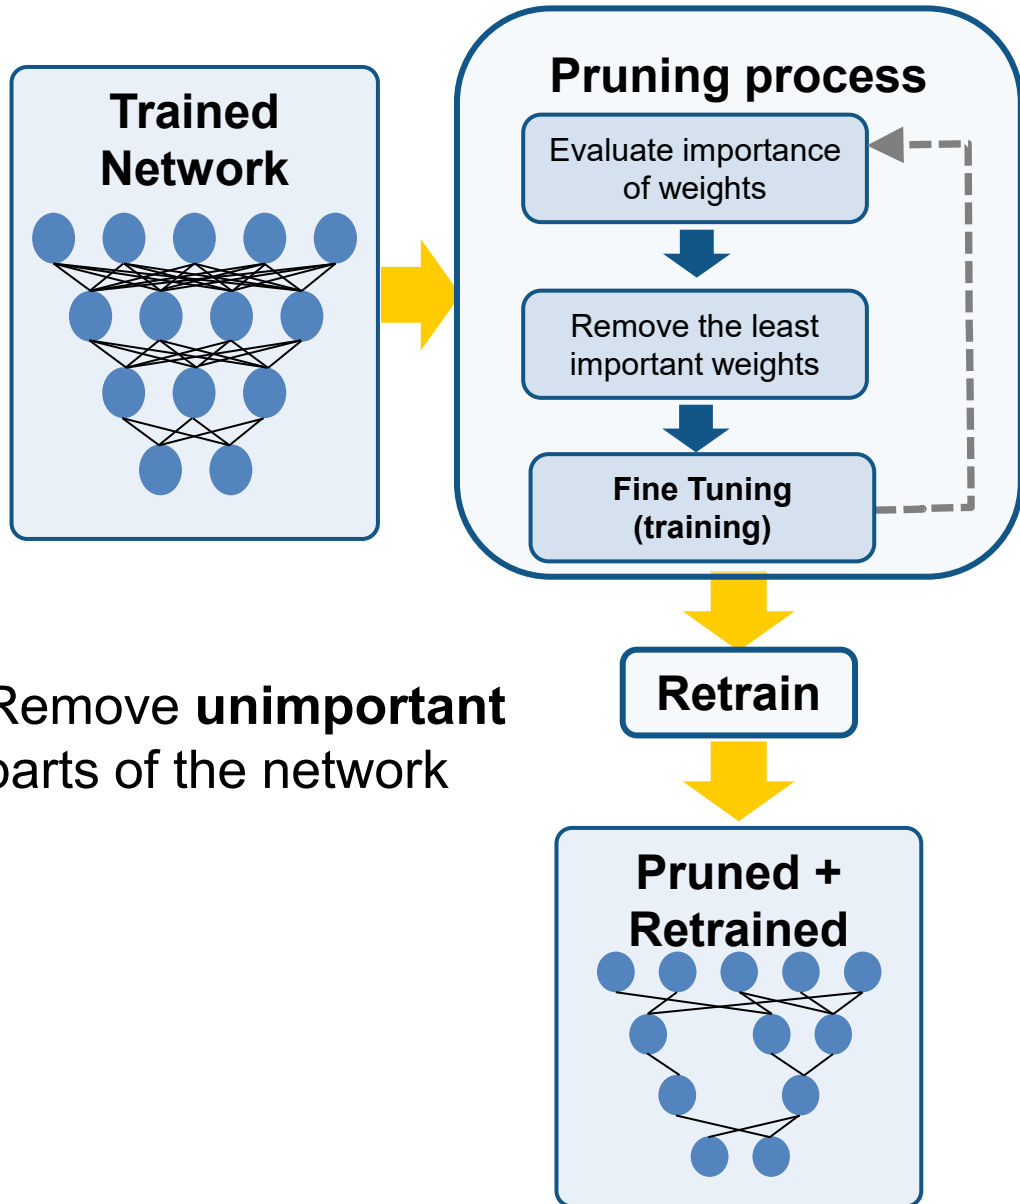 Trained
Network
Pruning process
Evaluate importance
of weights
Remove the least
important weights
Fine Tuning
(training)
Remove unimportant
parts of the network
Retrain
Pruned +
Retrained